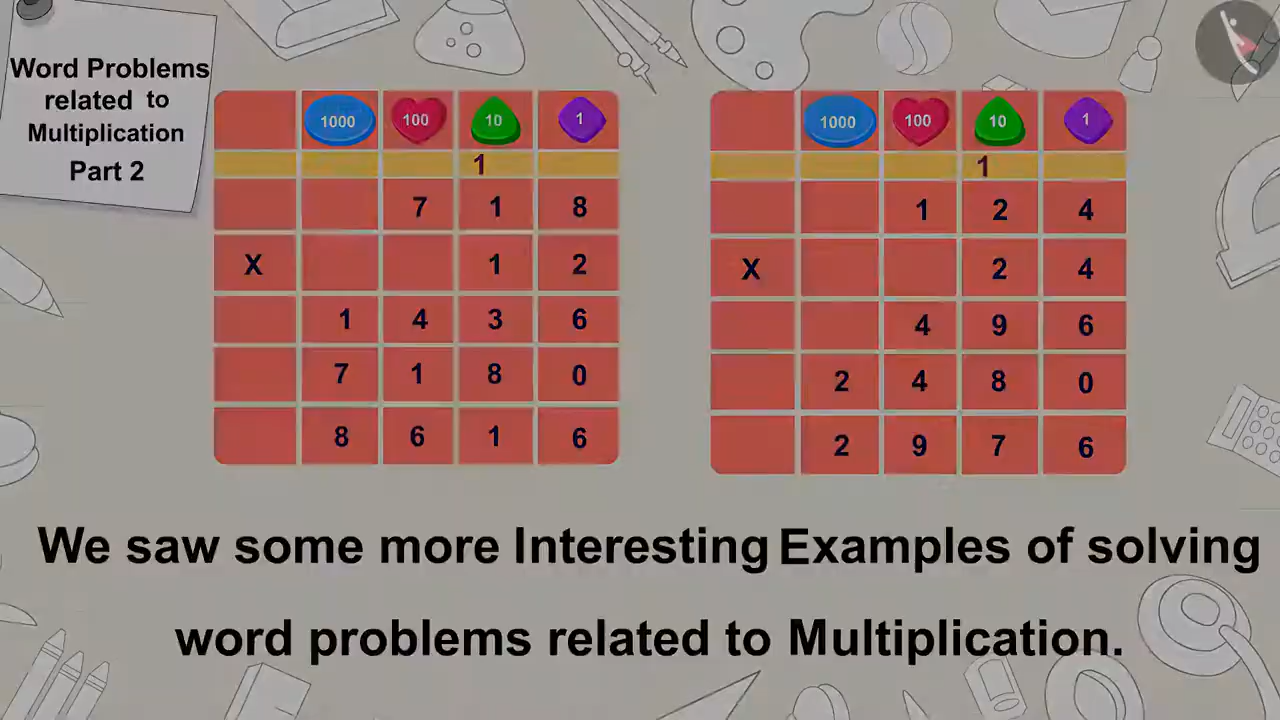 Word Problems
related to
Multiplication
Part 2
1000 100 10 1
1
7 1 8
X 1 2
1 4 3 6
7 1 8 0
8 6 1 6
1000 100 10 1
1
1 2 4
X 2 4
4 9 6
2 4 8 0
2 9 7 6
We saw some more Interesting Examples of solving
word problems related to Multiplication.